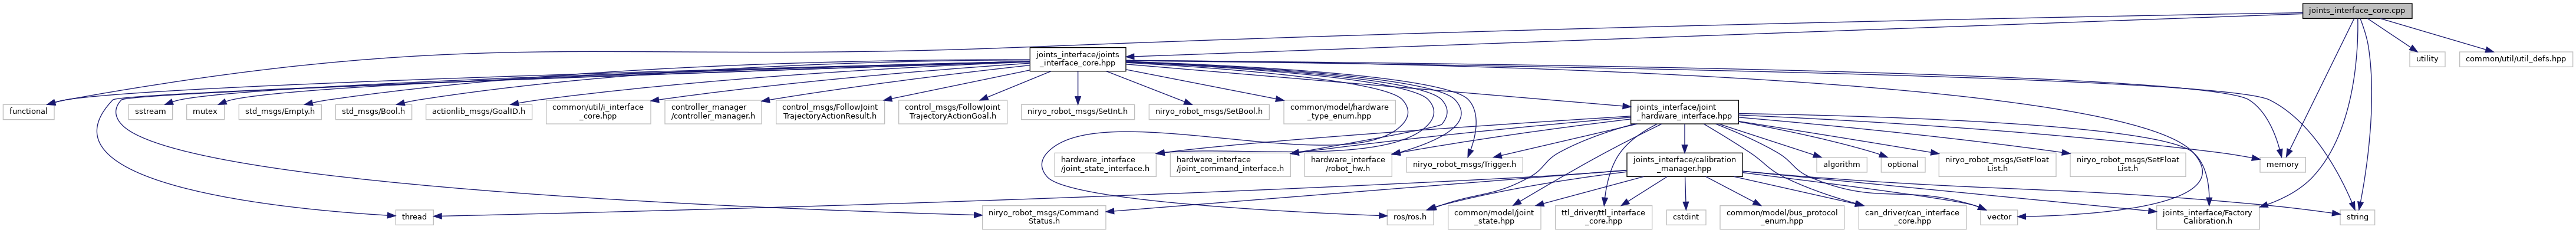 joints_interface_core.cpp
joints_interface/joints
_interface_core.hpp
utility
common/util/util_defs.hpp
functional
sstream
mutex
std_msgs/Empty.h
std_msgs/Bool.h
actionlib_msgs/GoalID.h
common/util/i_interface
_core.hpp
controller_manager
/controller_manager.h
control_msgs/FollowJoint
TrajectoryActionResult.h
control_msgs/FollowJoint
TrajectoryActionGoal.h
niryo_robot_msgs/SetInt.h
niryo_robot_msgs/SetBool.h
common/model/hardware
_type_enum.hpp
joints_interface/joint
_hardware_interface.hpp
hardware_interface
/joint_state_interface.h
hardware_interface
/joint_command_interface.h
hardware_interface
/robot_hw.h
niryo_robot_msgs/Trigger.h
joints_interface/calibration
_manager.hpp
algorithm
optional
niryo_robot_msgs/GetFloat
List.h
niryo_robot_msgs/SetFloat
List.h
memory
thread
niryo_robot_msgs/Command
Status.h
ros/ros.h
common/model/joint
_state.hpp
ttl_driver/ttl_interface
_core.hpp
cstdint
common/model/bus_protocol
_enum.hpp
can_driver/can_interface
_core.hpp
vector
joints_interface/Factory
Calibration.h
string